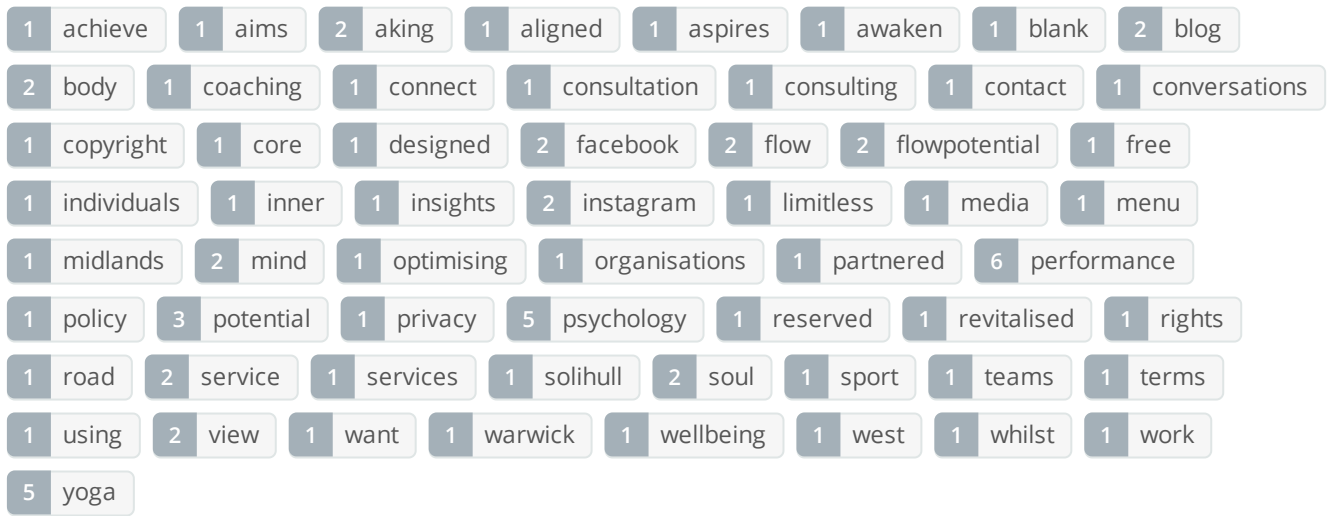 1 achieve 1 aims 2 aking 1 aligned 1 aspires 1 awaken 1 blank 2 blog
2 body 1 coaching 1 connect 1 consultation 1 consulting 1 contact 1 conversations
1 copyright 1 core 1 designed 2 facebook 2 flow 2 flowpotential 1 free
1 individuals 1 inner 1 insights 2 instagram 1 limitless 1 media 1 menu
1 midlands 2 mind 1 optimising 1 organisations 1 partnered 6 performance
1 policy 3 potential 1 privacy 5 psychology 1 reserved 1 revitalised 1 rights
1 road 2 service 1 services 1 solihull 2 soul 1 sport 1 teams 1 terms
1 using 2 view 1 want 1 warwick 1 wellbeing 1 west 1 whilst 1 work
5 yoga